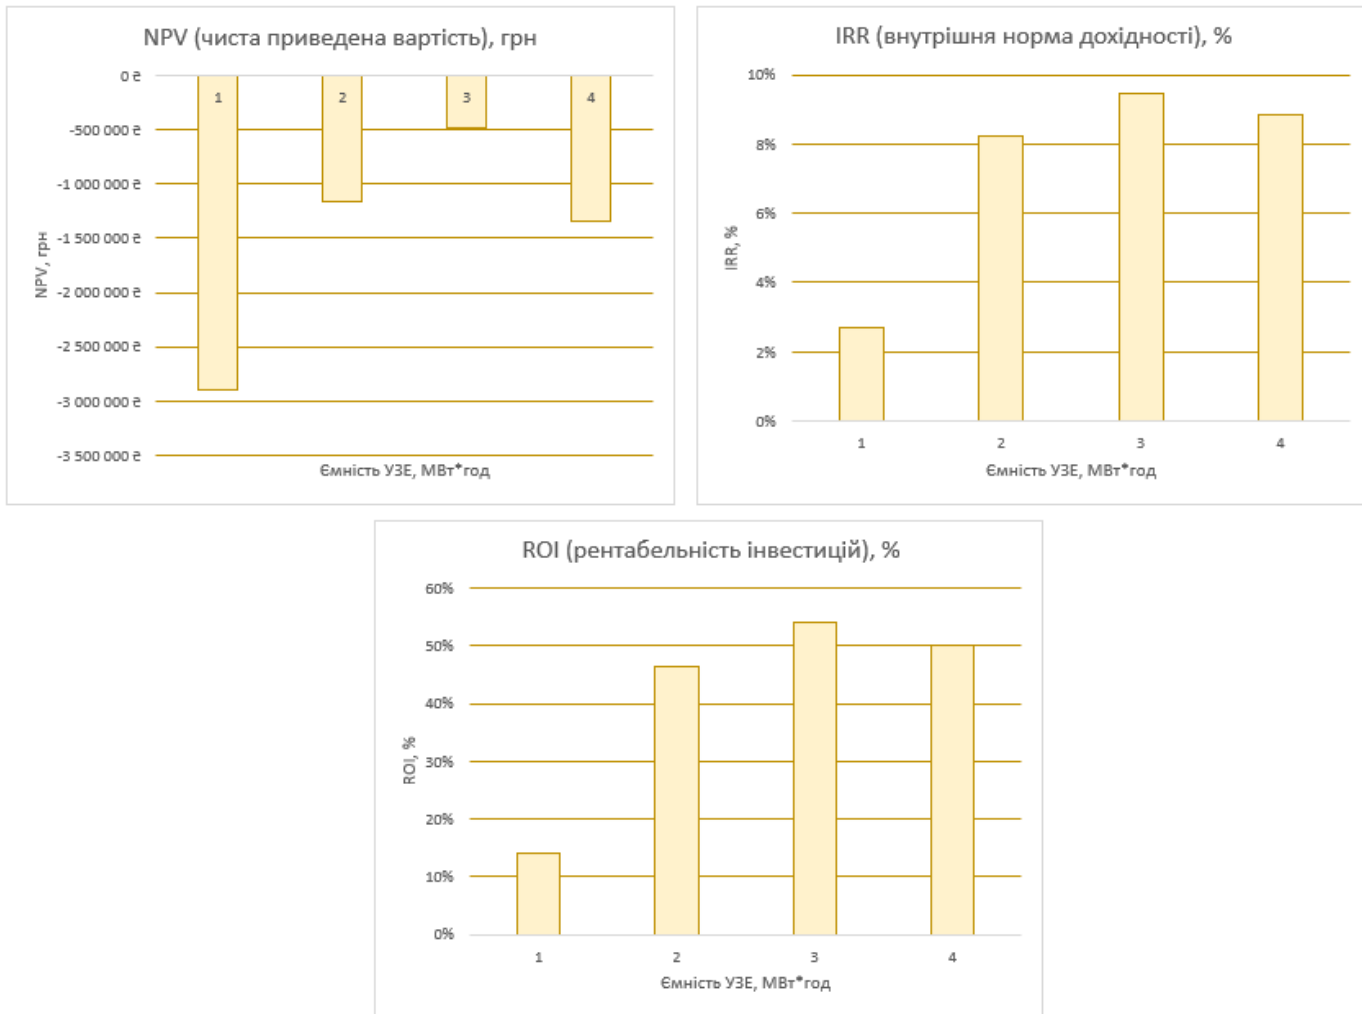 NPV (чиста приведена вартість), грн
0 ₴
1
2
3
4
-500 000 ₴
-1 000 000 ₴
-1 500 000 ₴
-2 000 000 ₴
-2 500 000 ₴
-3 000 000 ₴
-3 500 000 ₴
NPV, грн
Ємність УЗЕ, МВт*год
IRR (внутрішня норма дохідності), %
10%
8%
6%
4%
2%
0%
IRR, %
1
2
3
4
Ємність УЗЕ, МВт*год
ROI (рентабельність інвестицій), %
60%
50%
40%
30%
20%
10%
0%
ROI, %
1
2
3
4
Ємність УЗЕ, МВт*год